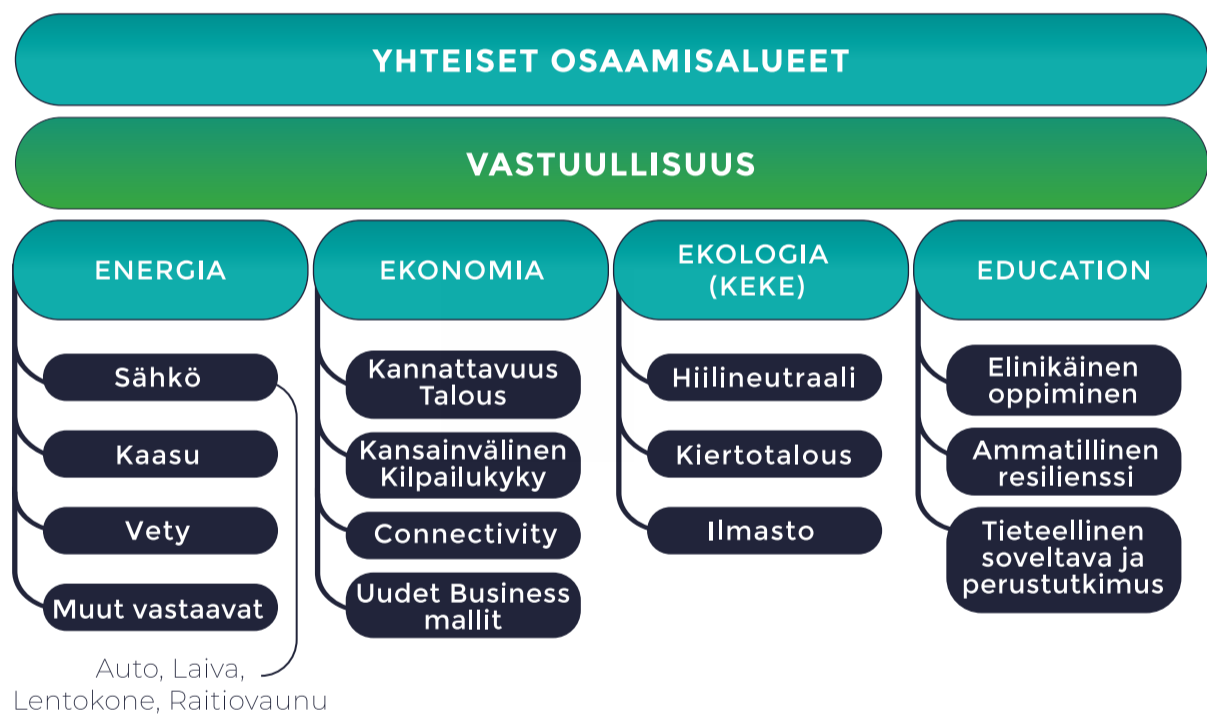 YHTEISET OSAAMISALUEET
VASTUULLISUUS
ENERGIA
Sähkö
Kaasu
Vety
Muut vastaavat
Auto, Laiva,
Lentokone, Raitiovaunu
EKONOMIA
Kannattavuus
Talous
Kansainvälinen
Kilpailukyky
Connectivity
Uudet Business
mallit
EKOLOGIA
(KEKE)
Hiilineutraali
Kiertotalous
Ilmasto
EDUCATION
Elinikäinen
oppiminen
Ammatillinen
resilienssi
Tieteellinen
soveltava ja
perustutkimus